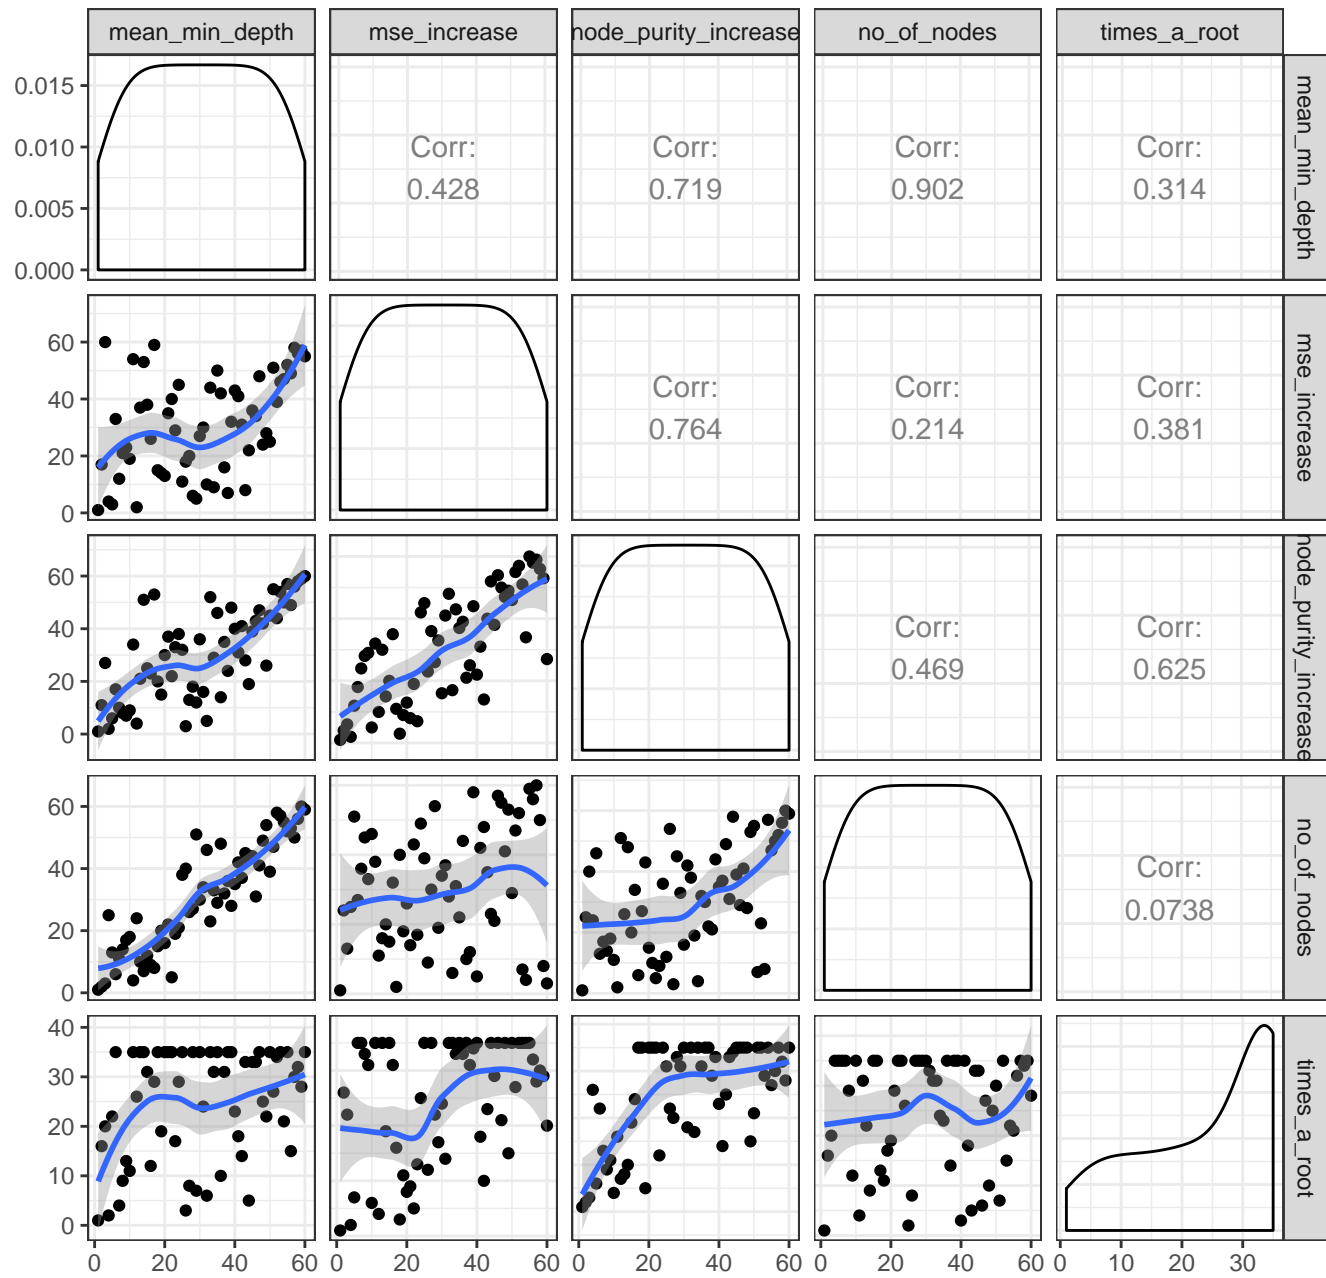 mean_min_depth mse_increase node_purity_increase no_of_nodes times_a_root
0.015
0.010
0.005
0.000
Corr:
0.428
Corr:
0.719
Corr:
0.902
Corr:
0.314
mean_min_depth
60
40
20
0
Corr:
0.764
Corr:
0.214
Corr:
0.381
mse_increase
60
40
20
0
Corr:
0.469
Corr:
0.625
node_purity_increase
60
40
20
0
Corr:
0.0738
no_of_nodes
40
30
20
10
0
times_a_root
0 20 40 60 0 20 40 60 0 20 40 60 0 20 40 60 0 10 20 30